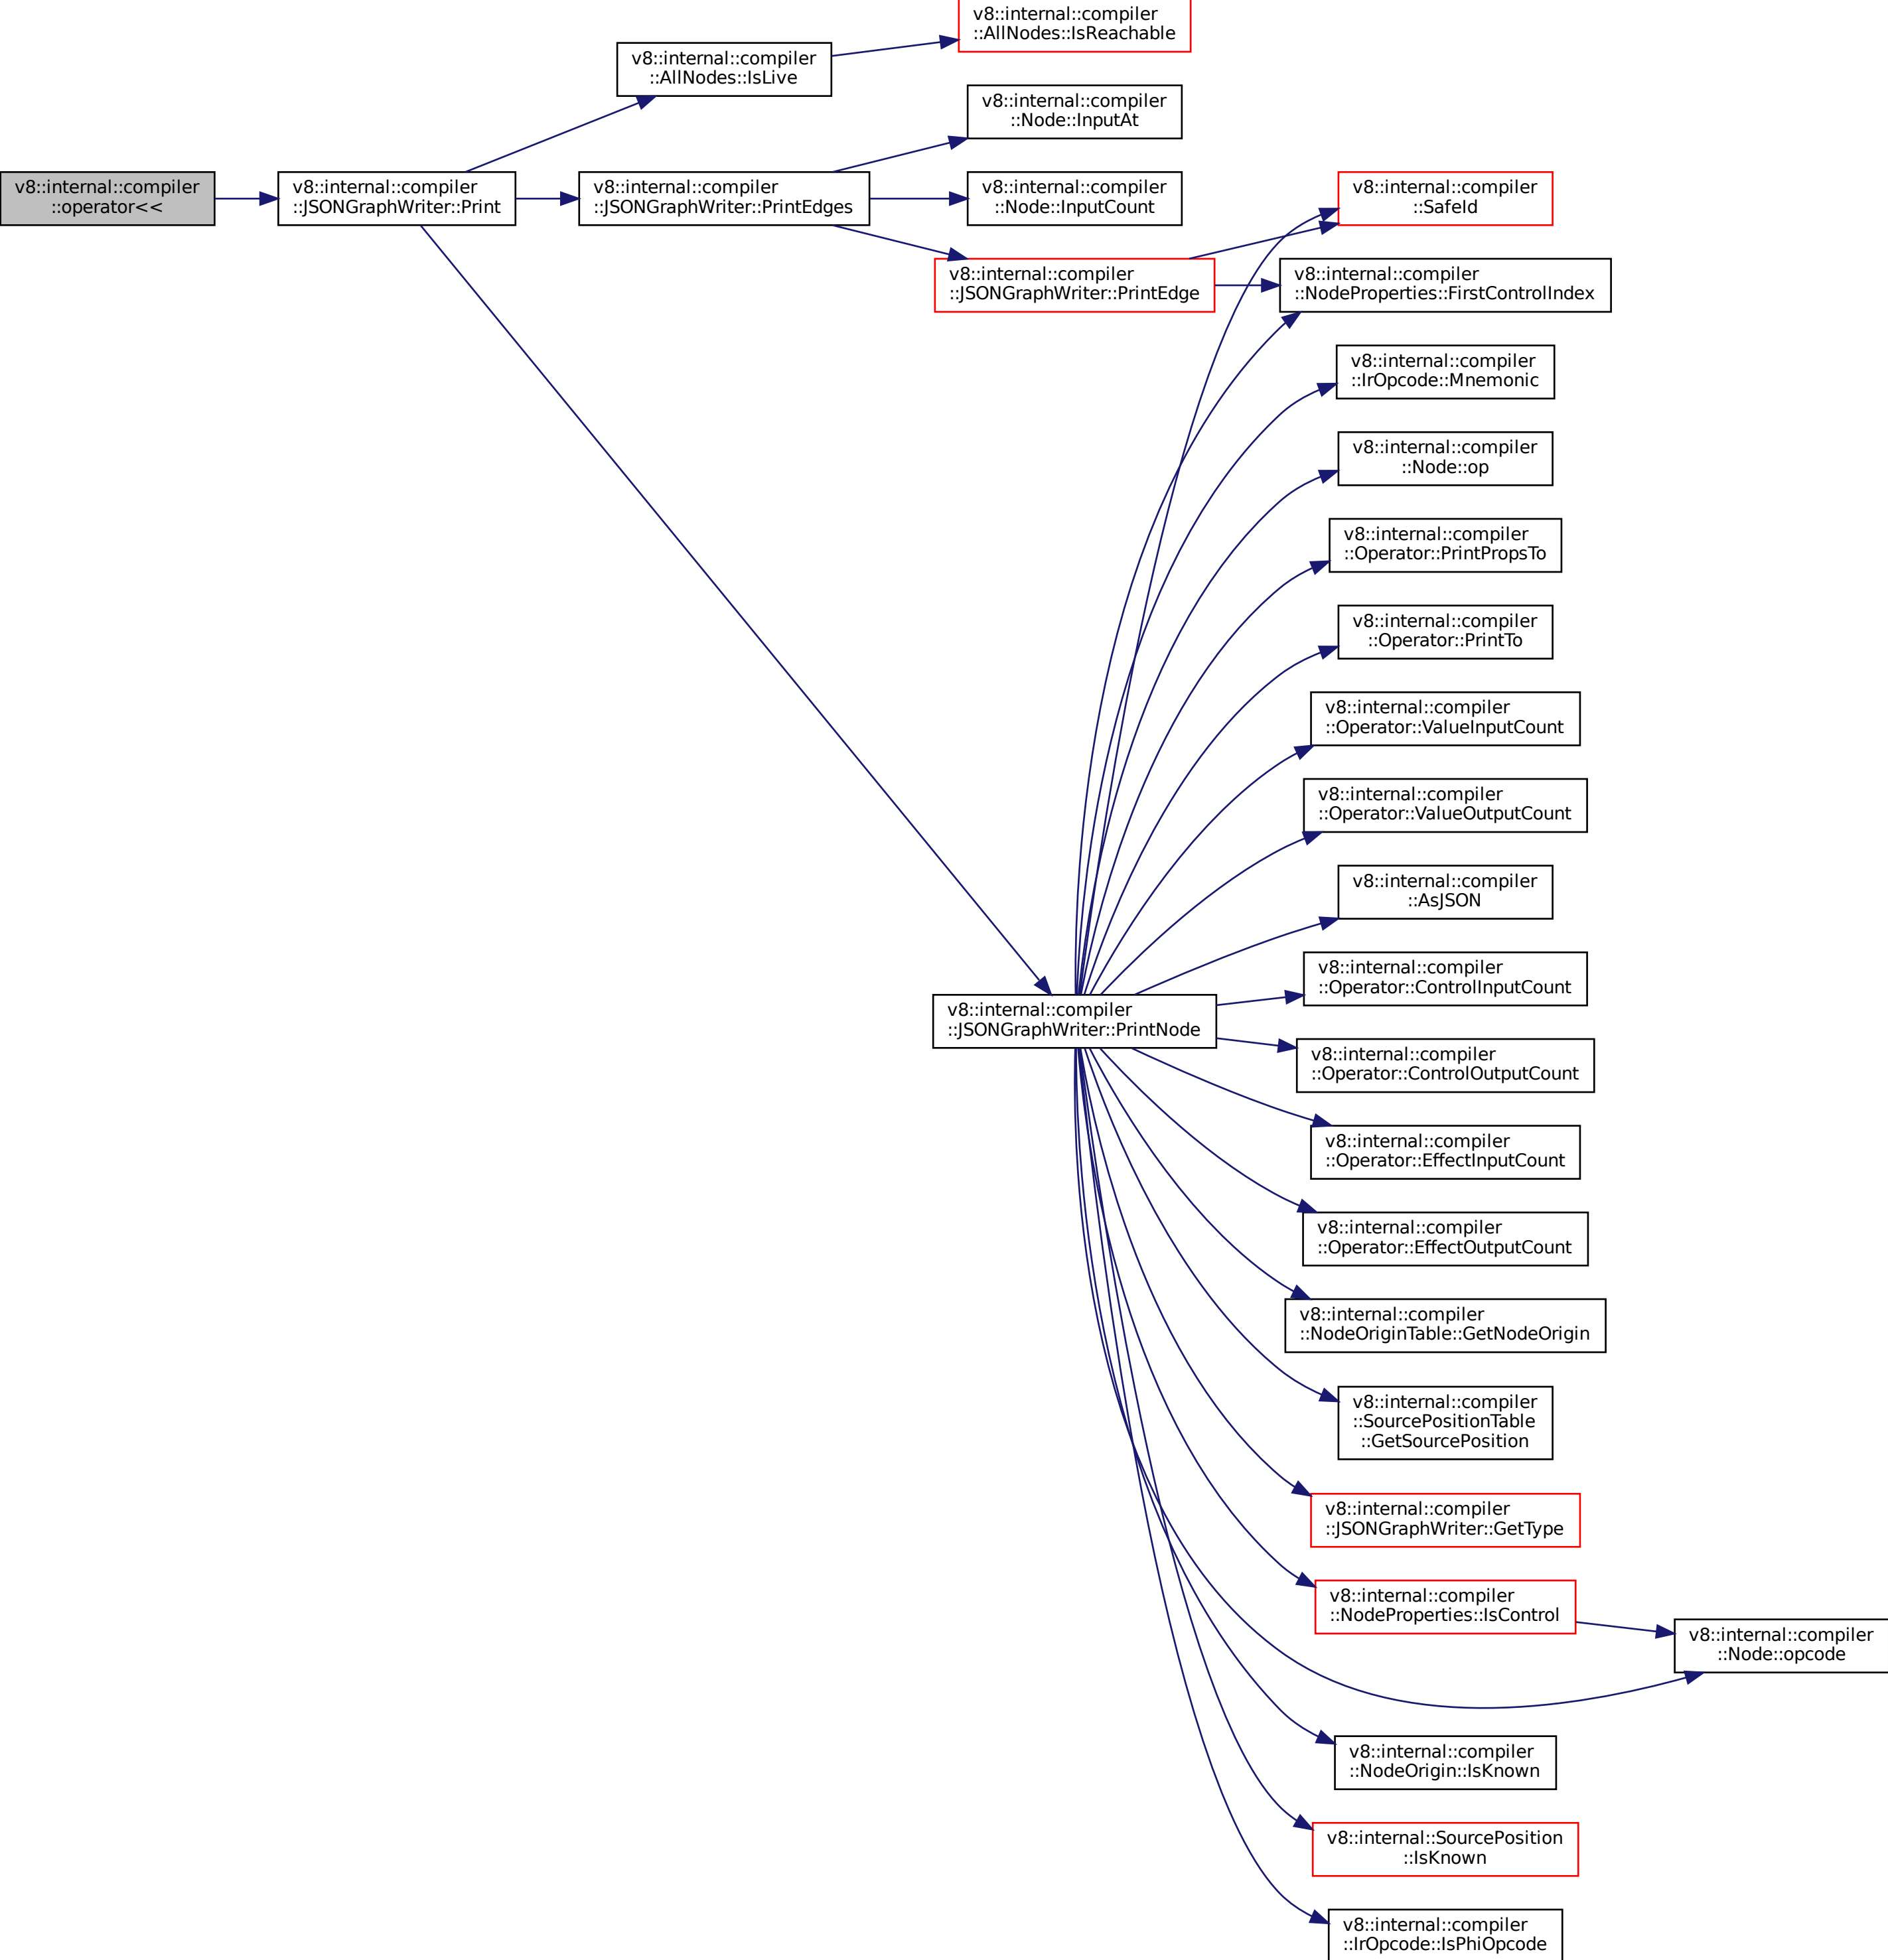 v8::internal::compiler
::AllNodes::IsReachable
v8::internal::compiler
::AllNodes::IsLive
v8::internal::compiler
::Node::InputAt
v8::internal::compiler
::operator<<
v8::internal::compiler
::JSONGraphWriter::Print
v8::internal::compiler
::JSONGraphWriter::PrintEdges
v8::internal::compiler
::Node::InputCount
v8::internal::compiler
::SafeId
v8::internal::compiler
::JSONGraphWriter::PrintEdge
v8::internal::compiler
::NodeProperties::FirstControlIndex
v8::internal::compiler
::IrOpcode::Mnemonic
v8::internal::compiler
::Node::op
v8::internal::compiler
::Operator::PrintPropsTo
v8::internal::compiler
::Operator::PrintTo
v8::internal::compiler
::Operator::ValueInputCount
v8::internal::compiler
::Operator::ValueOutputCount
v8::internal::compiler
::AsJSON
v8::internal::compiler
::Operator::ControlInputCount
v8::internal::compiler
::JSONGraphWriter::PrintNode
v8::internal::compiler
::Operator::ControlOutputCount
v8::internal::compiler
::Operator::EffectInputCount
v8::internal::compiler
::Operator::EffectOutputCount
v8::internal::compiler
::NodeOriginTable::GetNodeOrigin
v8::internal::compiler
::SourcePositionTable
::GetSourcePosition
v8::internal::compiler
::JSONGraphWriter::GetType
v8::internal::compiler
::NodeProperties::IsControl
v8::internal::compiler
::Node::opcode
v8::internal::compiler
::NodeOrigin::IsKnown
v8::internal::SourcePosition
::IsKnown
v8::internal::compiler
::IrOpcode::IsPhiOpcode